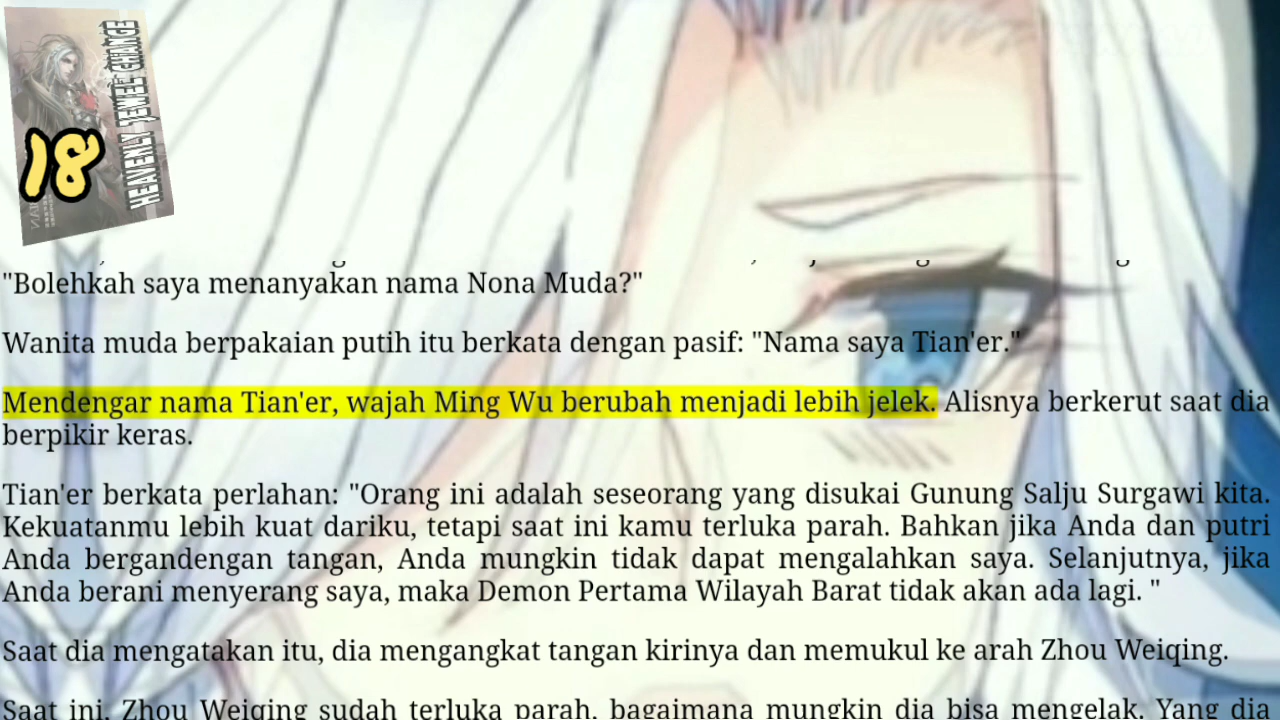 HEAVENLY JEWEL CHANGE
18
"Bolehkah saya menanyakan nama Nona Muda?"
Wanita muda berpakaian putih itu berkata dengan pasif: "Nama saya Tian'er."
Mendengar nama Tian'er, wajah Ming Wu berubah menjadi lebih jelek. Alisnya berkerut saat dia
berpikir keras.
Tian'er berkata perlahan: "Orang ini adalah seseorang yang disukai Gunung Salju Surgawi kita.
Kekuatanmu lebih kuat dariku, tetapi saat ini kamu terluka parah. Bahkan jika Anda dan putri
Anda bergandengan tangan, Anda mungkin tidak dapat mengalahkan saya. Selanjutnya, jika
Anda berani menyerang saya, maka Demon Pertama Wilayah Barat tidak akan ada lagi. "
Saat dia mengatakan itu, dia mengangkat tangan kirinya dan memukul ke arah Zhou Weiqing.
Saat ini, Zhou Weiqing sudah terluka parah, bagaimana mungkin dia bisa mengelak. Yang dia